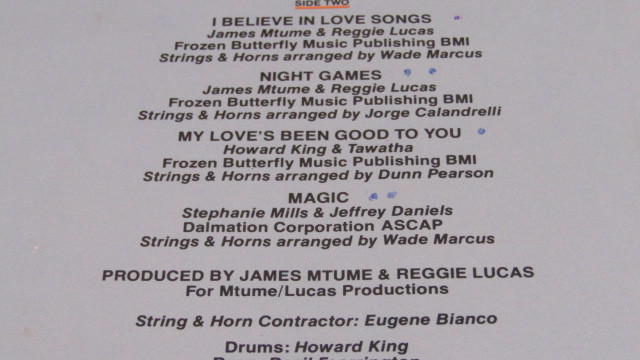 SIDE TWO
I BELIEVE IN LOVE SONGS
James Mtume & Reggie Lucas
Frozen Butterfly Music Publishing BMI
Strings & Horns arranged by Wade Marcus
NIGHT GAMES
James Mtume & Reggie Lucas
Frozen Butterfly Music Publishing BMI
Strings & Horns arranged by Jorge Calandrelli
MY LOVE'S BEEN GOOD TO YOU
Howard King & Tawatha
Frozen Butterfly Music Publishing BMI
Strings & Horns arranged by Dunn Pearson
MAGIC
Stephanie Mills & Jeffrey Daniels
Dalmation Corporation ASCAP
Strings & Horns arranged by Wade Marcus
PRODUCED BY JAMES MTUME & REGGIE LUCAS
For Mtume/Lucas Productions
String & Horn Contractor: Eugene Bianco
Drums: Howard King